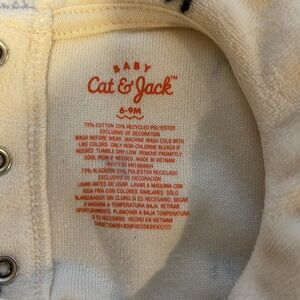 BABY
Cat & Jack™
6-9M
75% COTTON 25% RECYCLED POLYESTER
EXCLUSIVE OF DECORATION
WASH BEFORE WEAR. MACHINE WASH COLD WITH
LIKE COLORS. ONLY NON-CHLORINE BLEACH IF
NEEDED. TUMBLE DRY LOW. REMOVE PROMPTLY.
COOL IRON IF NEEDED. MADE IN VIETNAM
75% ALGODÓN 25% POLIÉSTER RECICLADO
EXCLUSIVO DE DECORACIÓN
LAVAR ANTES DE USAR. LAVAR A MÁQUINA CON
AGUA FRÍA CON COLORES SIMILARES. SOLO
BLANQUEADOR SIN CLORO SI ES NECESARIO. SECAR
A MÁQUINA A TEMPERATURA BAJA. RETIRAR
OPORTUNAMENTE. PLANCHAR A BAJA TEMPERATURA
SI ES NECESARIO. HECHO EN VIETNAM